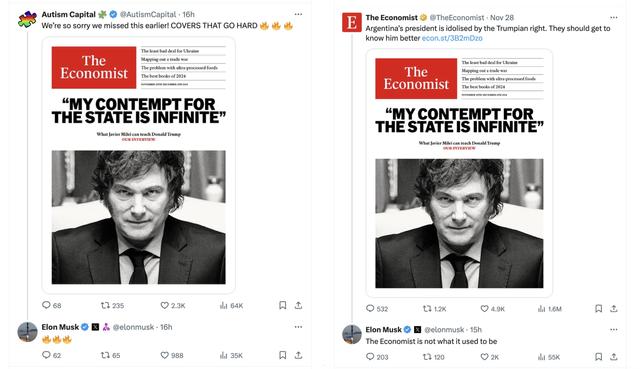 Autism Capital @AutismCapital · 16h
We're so sorry we missed this earlier! COVERS THAT GO HARD 🔥 🔥 🔥
The
Economist
The least bad deal for Ukraine
Mapping out a trade war
The problem with ultra-processed foods
The best books of 2024
“MY CONTEMPT FOR
THE STATE IS INFINITE”
What Javier Milei can teach Donald Trump
OUR INTERVIEW
68
235
2.3K
64K
Elon Musk @elonmusk · 16h
🔥🔥🔥
62
65
988
35K
The Economist @TheEconomist · Nov 28
Argentina's president is idolised by the Trumpian right. They should get to
know him better econ.st/3B2mDzo
The
Economist
The least bad deal for Ukraine
Mapping out a trade war
The problem with ultra-processed foods
The best books of 2024
“MY CONTEMPT FOR
THE STATE IS INFINITE”
What Javier Milei can teach Donald Trump
OUR INTERVIEW
532
1.2K
4.9K
1.6M
Elon Musk @elonmusk · 15h
The Economist is not what it used to be
203
120
2K
55K